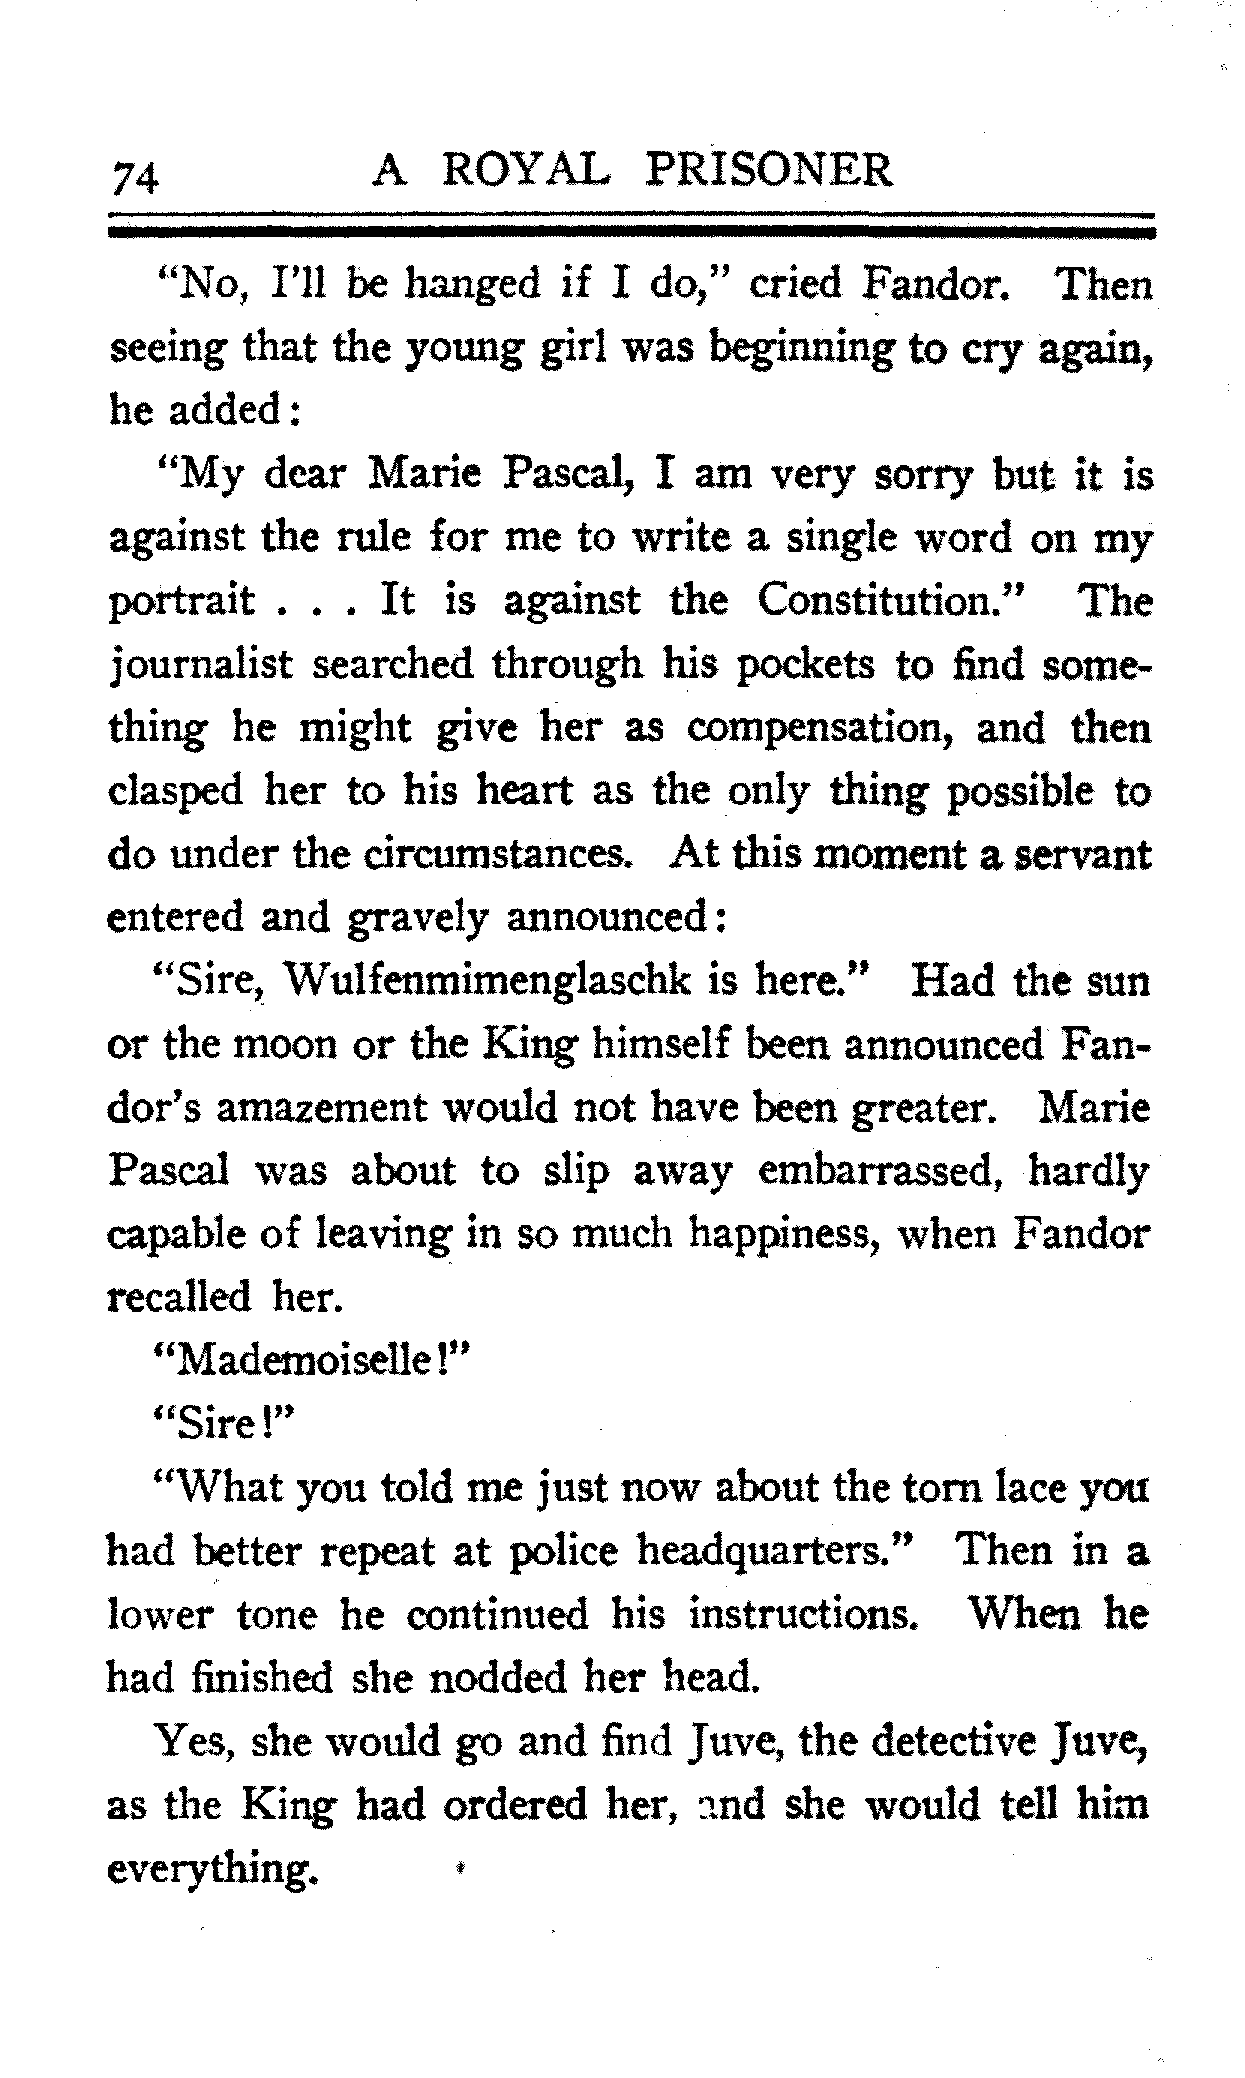 74 A ROYAL PRISONER
“No, I’ll be hanged if I do,” cried Fandor. Then
seeing that the young girl was beginning to cry again,
he added:
“My dear Marie Pascal, I am very sorry but it is
against the rule for me to write a single word on my
portrait . . . It is against the Constitution.” The
journalist searched through his pockets to find some-
thing he might give her as compensation, and then
clasped her to his heart as the only thing possible to
do under the circumstances. At this moment a servant
entered and gravely announced:
“Sire, Wulfenmimenglaschk is here.” Had the sun
or the moon or the King himself been announced Fan-
dor’s amazement would not have been greater. Marie
Pascal was about to slip away embarrassed, hardly
capable of leaving in so much happiness, when Fandor
recalled her.
“Mademoiselle!”
“Sire!”
“What you told me just now about the torn lace you
had better repeat at police headquarters.” Then in a
lower tone he continued his instructions. When he
had finished she nodded her head.
Yes, she would go and find Juve, the detective Juve,
as the King had ordered her, and she would tell him
everything.